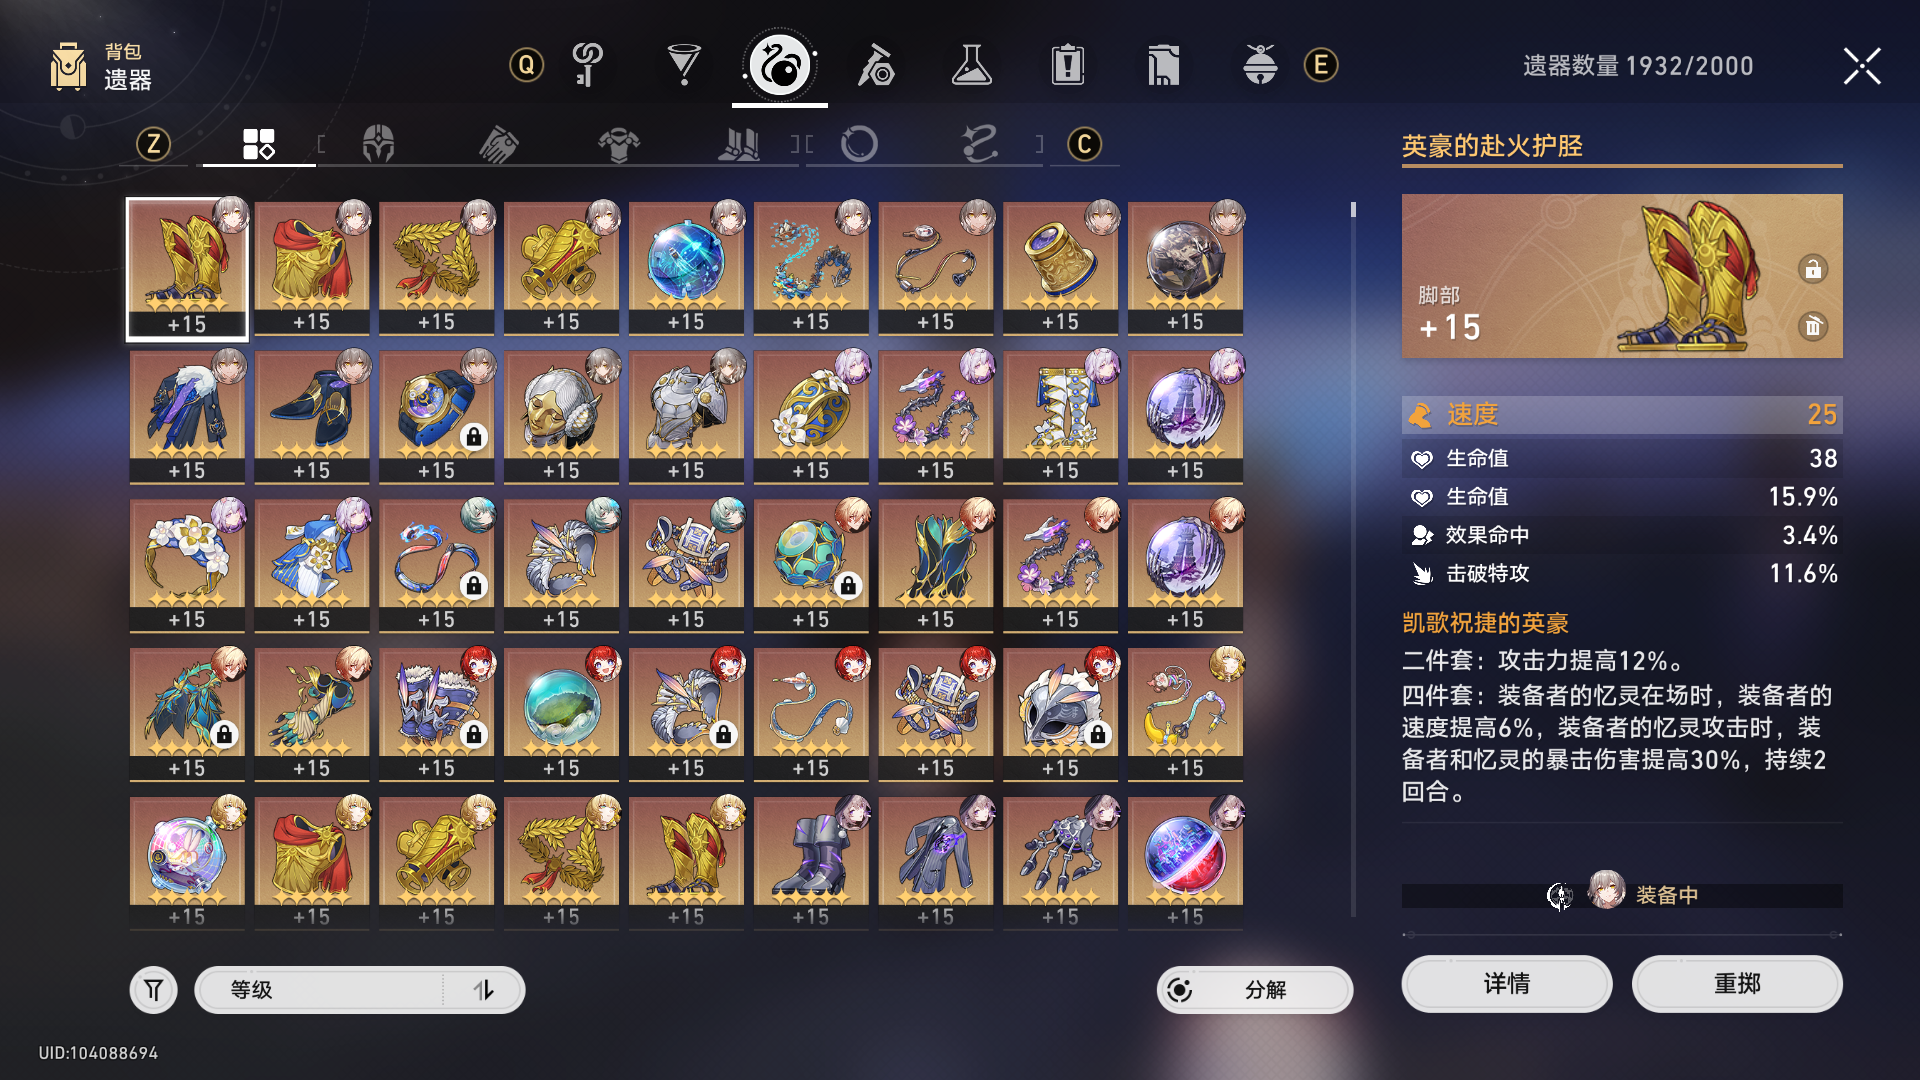 背包
遗器
Q
E
遗器数量 1932/2000
Z
C
+15 +15 +15 +15 +15 +15 +15 +15 +15
+15 +15 +15 +15 +15 +15 +15 +15 +15
+15 +15 +15 +15 +15 +15 +15 +15 +15
+15 +15 +15 +15 +15 +15 +15 +15 +15
+15 +15 +15 +15 +15 +15 +15 +15 +15
等级
分解
UID:104088694
英豪的赴火护胫
脚部
+15
速度 25
生命值 38
生命值 15.9%
效果命中 3.4%
击破特攻 11.6%
凯歌祝捷的英豪
二件套：攻击力提高12%。
四件套：装备者的忆灵在场时，装备者的
速度提高6%，装备者的忆灵攻击时，装
备者和忆灵的暴击伤害提高30%，持续2
回合。
装备中
详情
重掷